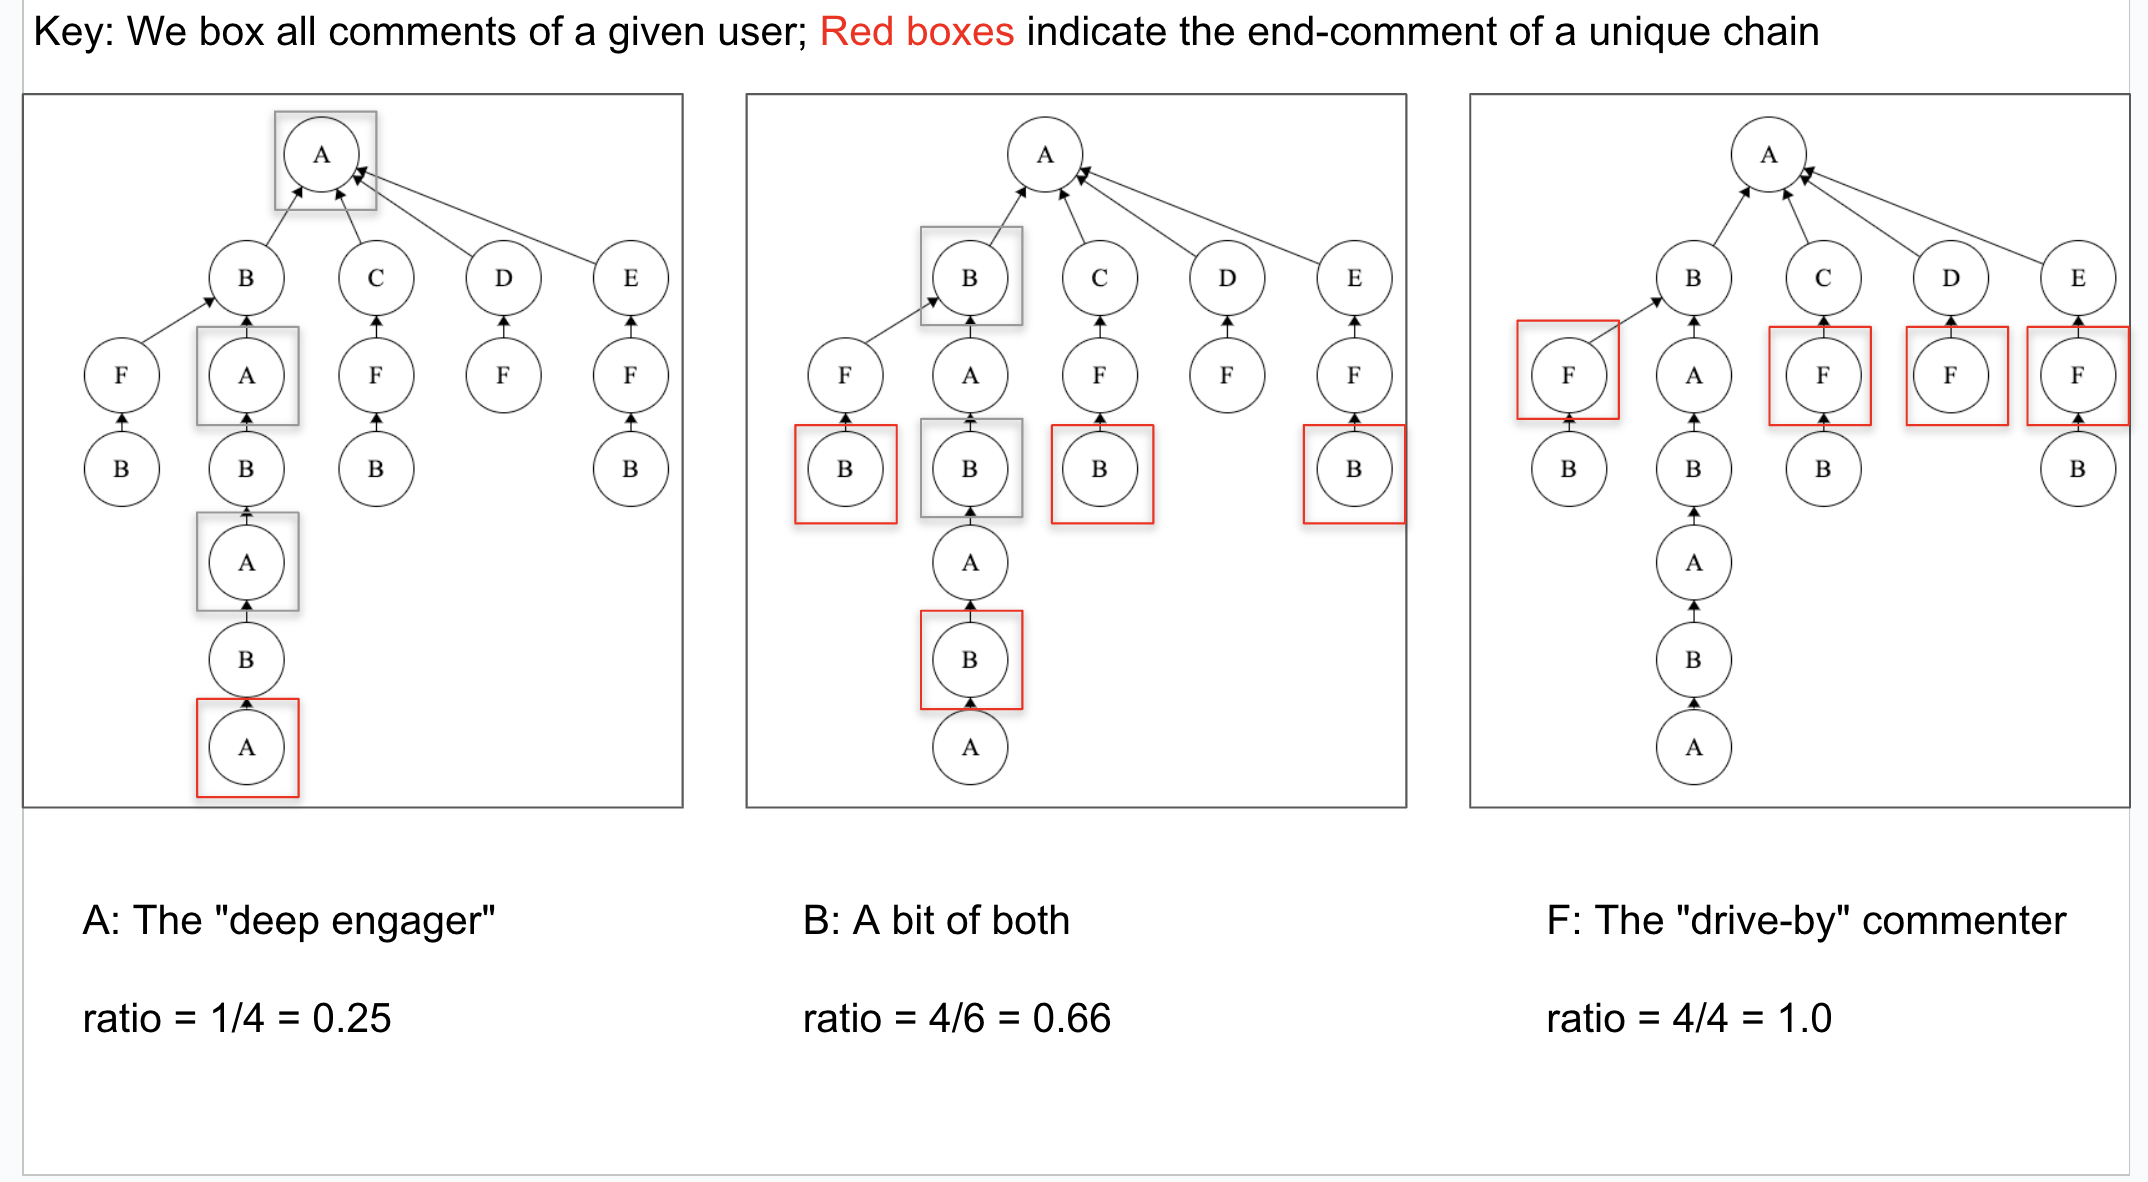 Key: We box all comments of a given user; Red boxes indicate the end-comment of a unique chain
A
B C D E
F A F F F
B B B B
A
B
A
A
B C D E
F A F F F
B B B B
A
B
A
A
B C D E
F A F F F
B B B B
A
B
A
A: The "deep engager"
ratio = 1/4 = 0.25
B: A bit of both
ratio = 4/6 = 0.66
F: The "drive-by" commenter
ratio = 4/4 = 1.0